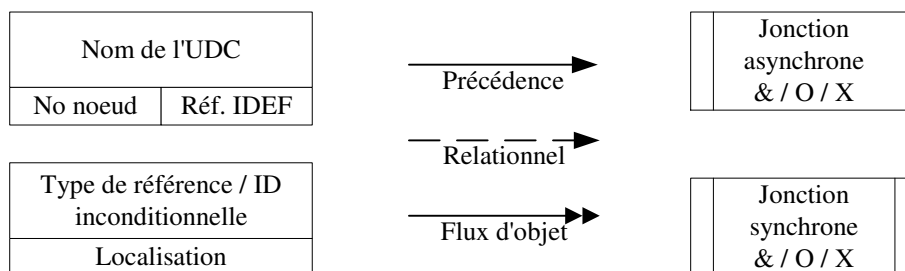 Nom de l'UDC
No noeud
Réf. IDEF
Type de référence / ID
inconditionnelle
Localisation
Précédence
Relationnel
Flux d'objet
Jonction
asynchrone
& / O / X
Jonction
synchrone
& / O / X